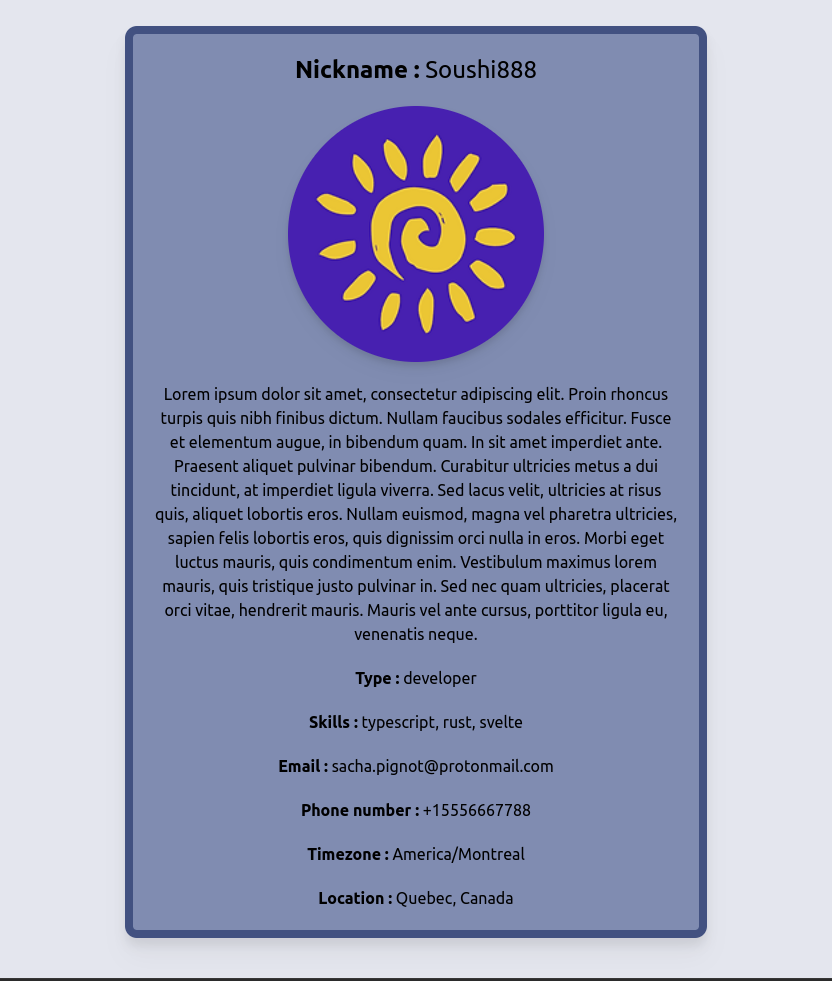 Nickname : Soushi888
Lorem ipsum dolor sit amet, consectetur adipiscing elit. Proin rhoncus
turpis quis nibh finibus dictum. Nullam faucibus sodales efficitur. Fusce
et elementum augue, in bibendum quam. In sit amet imperdiet ante.
Praesent aliquet pulvinar bibendum. Curabitur ultricies metus a dui
tincidunt, at imperdiet ligula viverra. Sed lacus velit, ultricies at risus
quis, aliquet lobortis eros. Nullam euismod, magna vel pharetra ultricies,
sapien felis lobortis eros, quis dignissim orci nulla in eros. Morbi eget
luctus mauris, quis condimentum enim. Vestibulum maximus lorem
mauris, quis tristique justo pulvinar in. Sed nec quam ultricies, placerat
orci vitae, hendrerit mauris. Mauris vel ante cursus, porttitor ligula eu,
venenatis neque.
Type : developer
Skills : typescript, rust, svelte
Email : sacha.pignot@protonmail.com
Phone number : +15556667788
Timezone : America/Montreal
Location : Quebec, Canada